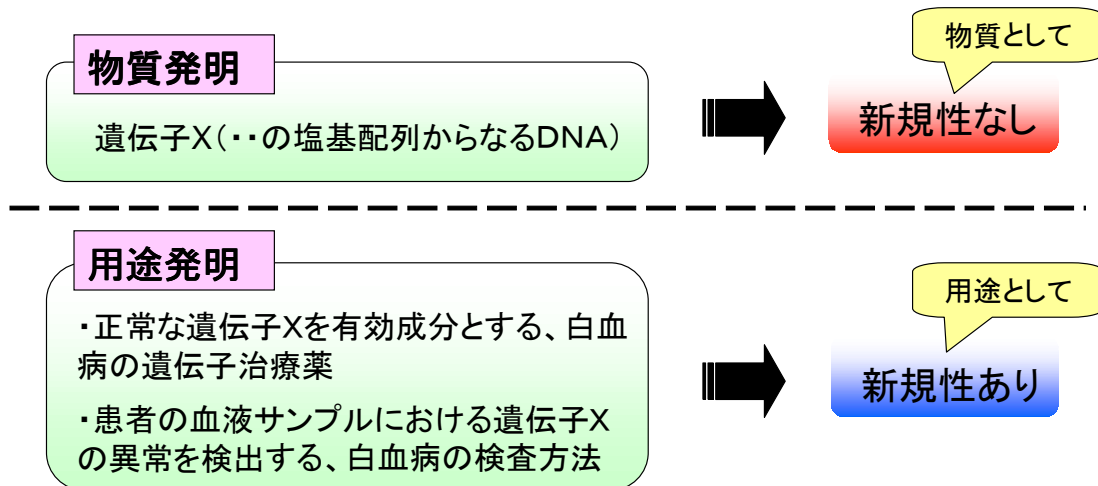 物質発明
遺伝子X(・・の塩基配列からなるDNA)
物質として
新規性なし
用途発明
・正常な遺伝子Xを有効成分とする、白血
病の遺伝子治療薬
・患者の血液サンプルにおける遺伝子X
の異常を検出する、白血病の検査方法
用途として
新規性あり